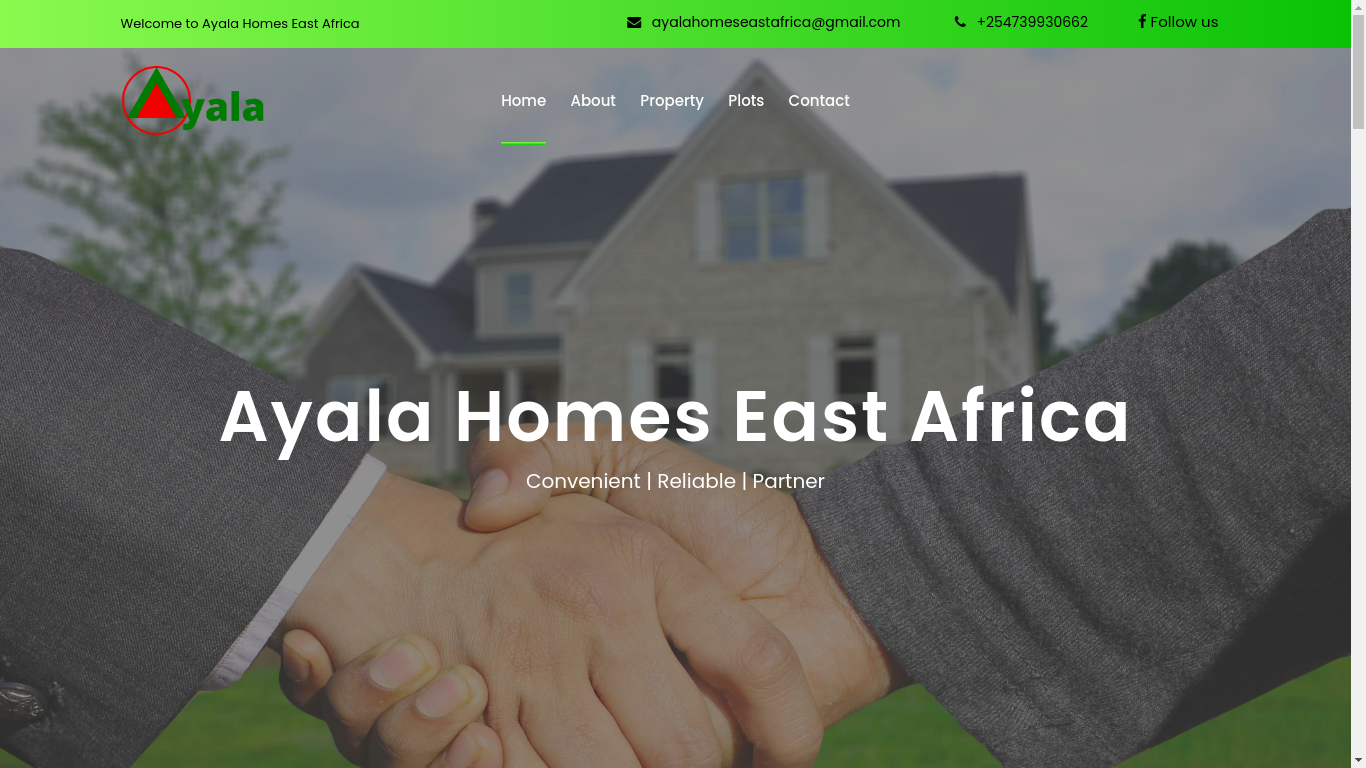 Welcome to Ayala Homes East Africa
ayalahomeseastafrica@gmail.com
+254739930662
Follow us
Ayala
Home
About
Property
Plots
Contact
Ayala Homes East Africa
Convenient | Reliable | Partner